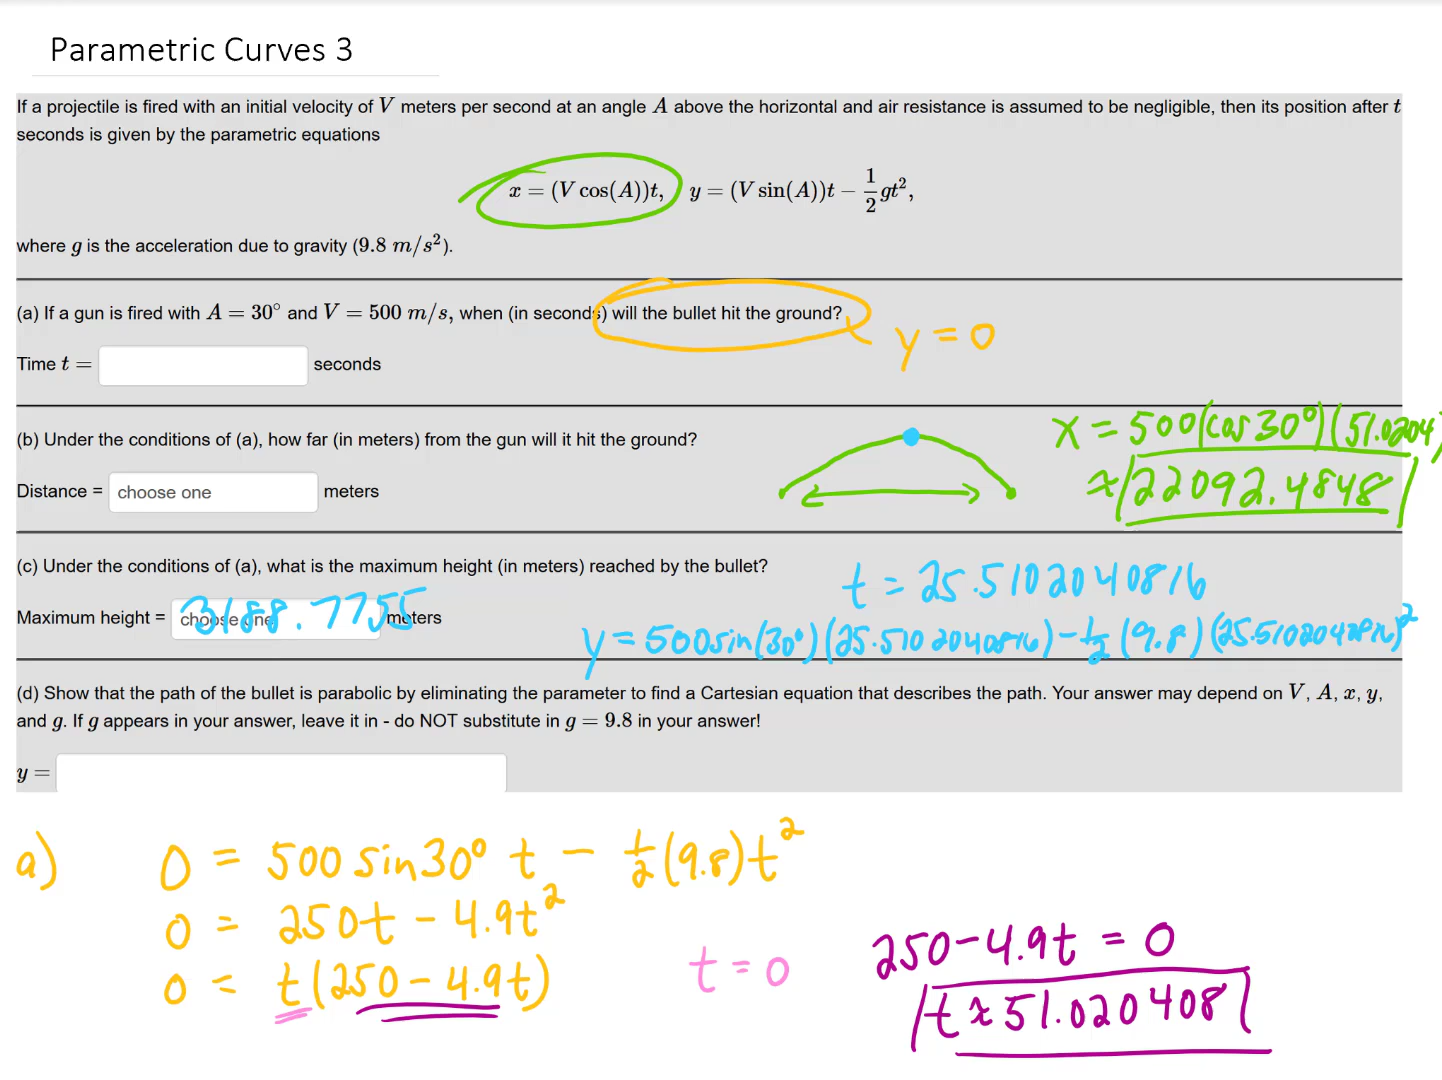 Parametric Curves 3
If a projectile is fired with an initial velocity of V meters per second at an angle A above the horizontal and air resistance is assumed to be negligible, then its position after t
seconds is given by the parametric equations
x = (V cos(A))t, y = (V sin(A))t − 1/2 gt²,
where g is the acceleration due to gravity (9.8 m/s²).
(a) If a gun is fired with A = 30° and V = 500 m/s, when (in seconds) will the bullet hit the ground?
y = 0
Time t = seconds
(b) Under the conditions of (a), how far (in meters) from the gun will it hit the ground?
x = 500(cos 30°)(51.0204)
Distance = choose one meters
≈ 22092.4848
(c) Under the conditions of (a), what is the maximum height (in meters) reached by the bullet?
t = 25.5102040816
Maximum height = choose one meters
3188.7755
y = 500 sin(30°)(25.5102040816) − 1/2 (9.8)(25.5102040816)²
(d) Show that the path of the bullet is parabolic by eliminating the parameter to find a Cartesian equation that describes the path. Your answer may depend on V, A, x, y,
and g. If g appears in your answer, leave it in - do NOT substitute in g = 9.8 in your answer!
y =
a) 0 = 500 sin 30° t − 1/2 (9.8)t²
0 = 250t − 4.9t²
0 = t(250 − 4.9t)
t = 0
250 − 4.9t = 0
t ≈ 51.020408